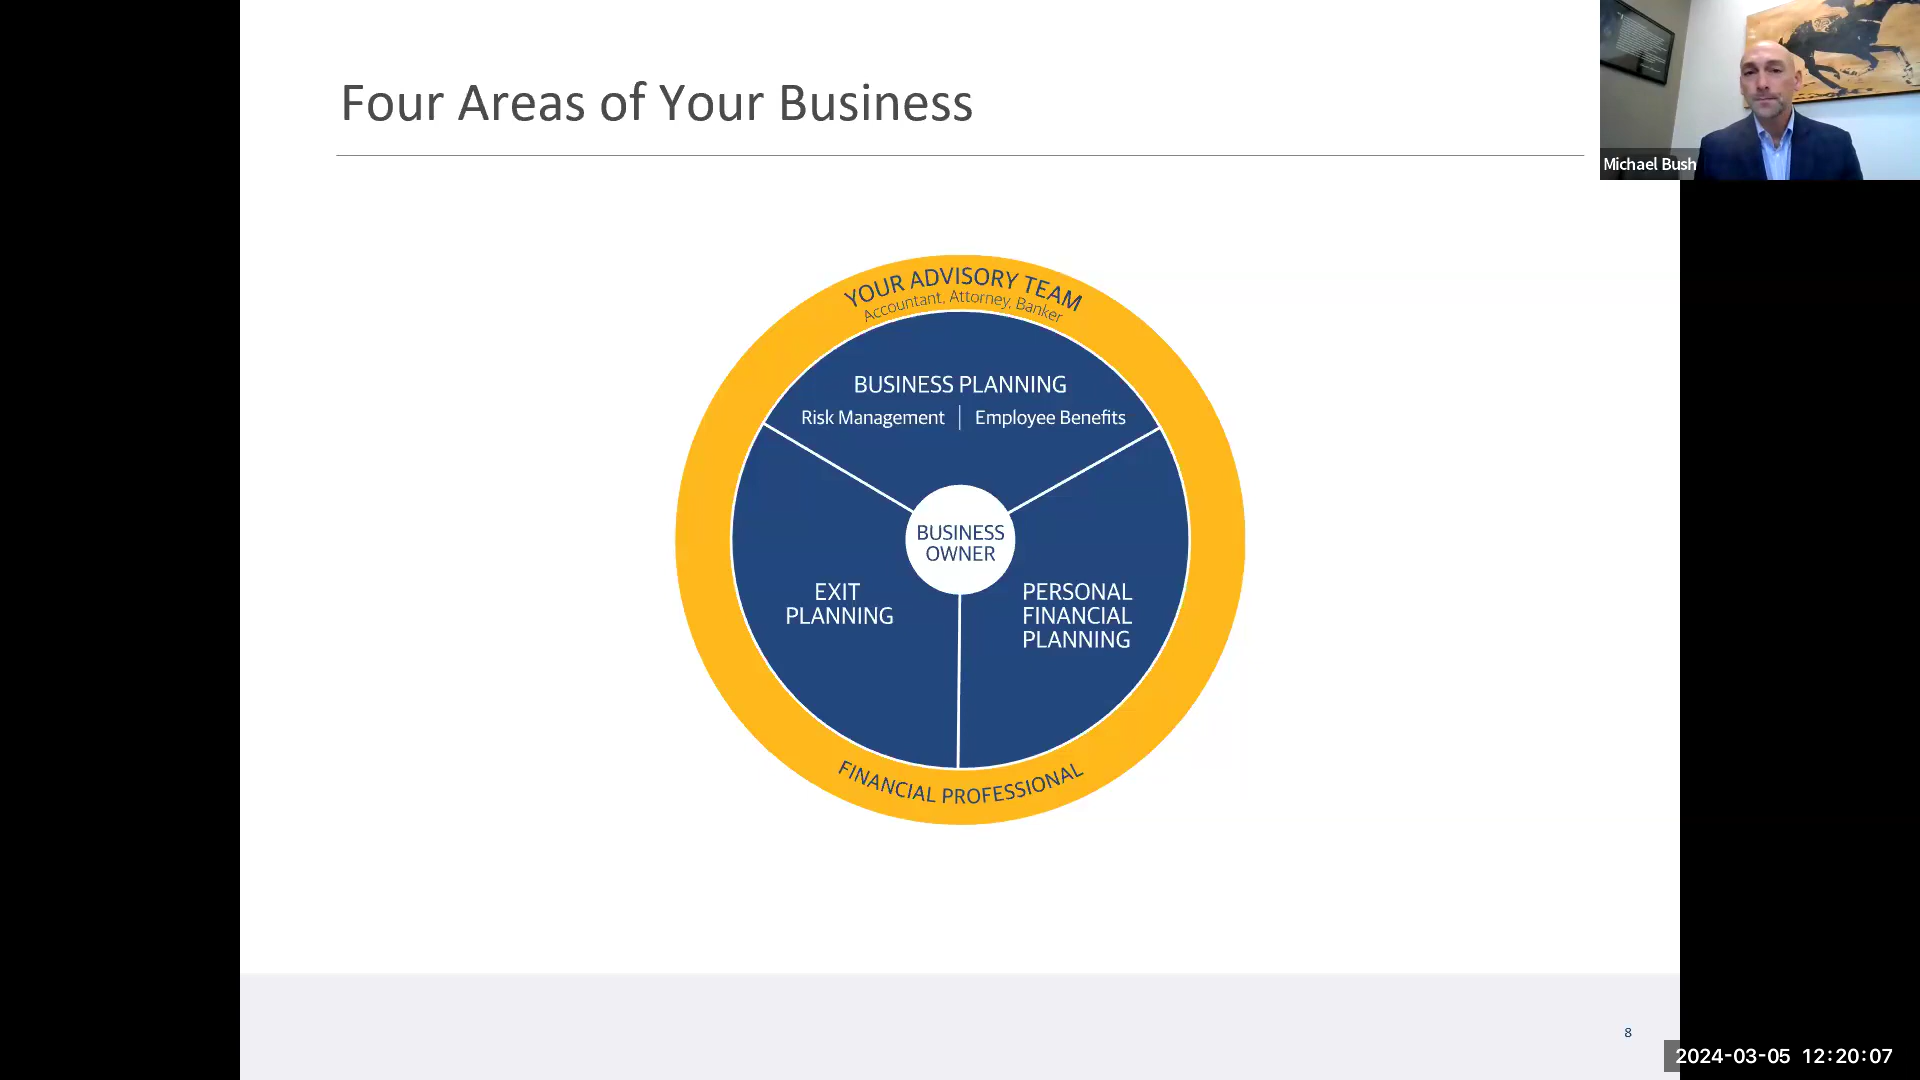 Four Areas of Your Business
Michael Bush
YOUR ADVISORY TEAM
Accountant, Attorney, Banker
BUSINESS PLANNING
Risk Management | Employee Benefits
BUSINESS
OWNER
EXIT
PLANNING
PERSONAL
FINANCIAL
PLANNING
FINANCIAL PROFESSIONAL
8
2024-03-05 12:20:07